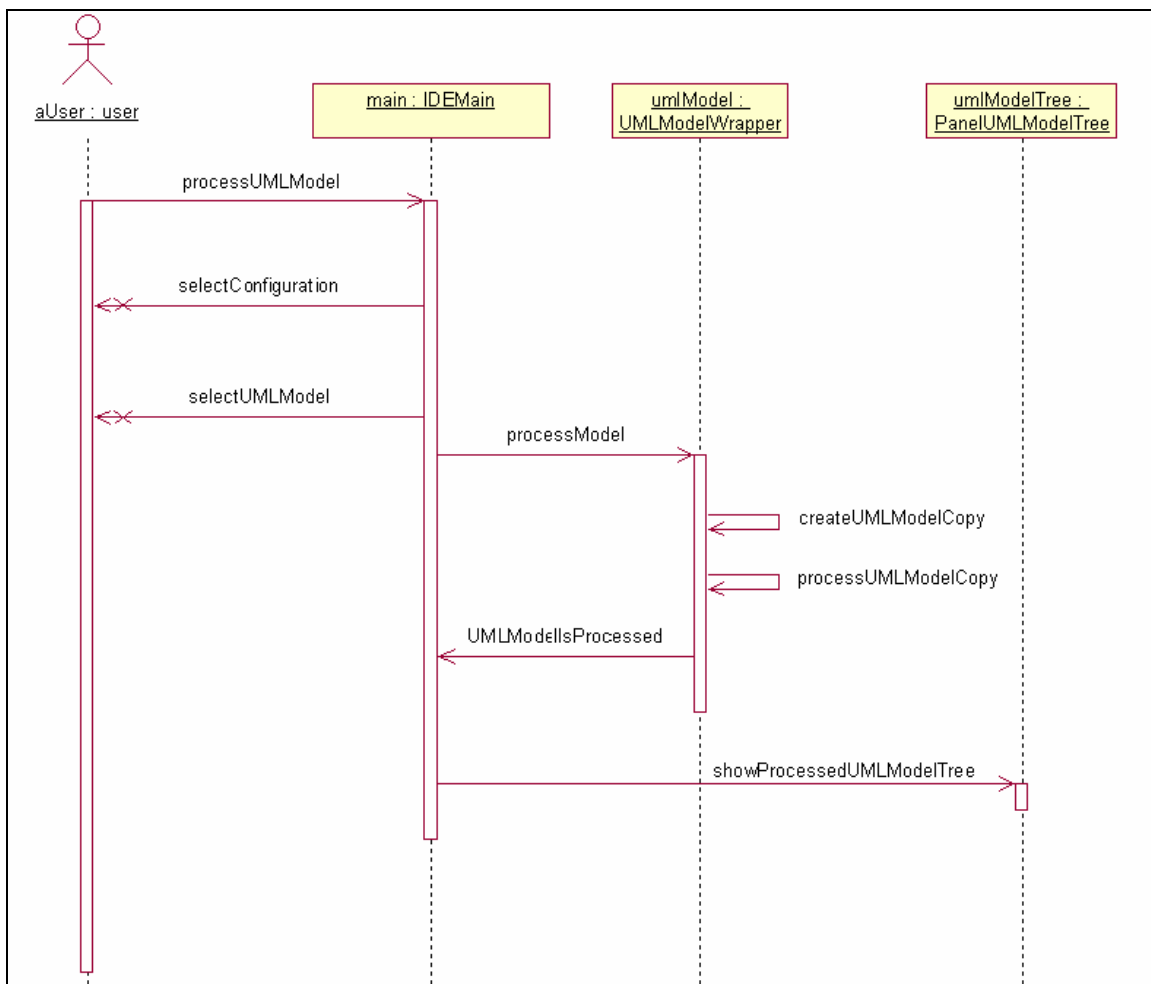 aUser : user
main : IDEMain
umlModel :
UMLModelWrapper
umlModelTree :
PanelUMLModelTree
processUMLModel
selectConfiguration
selectUMLModel
processModel
createUMLModelCopy
processUMLModelCopy
UMLModelIsProcessed
showProcessedUMLModelTree